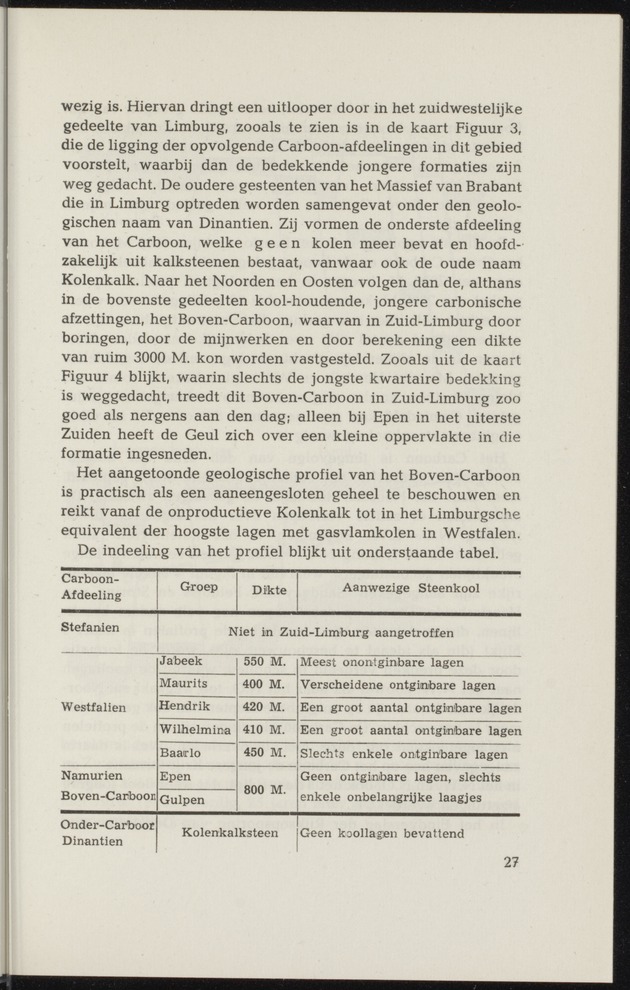 wezig is. Hiervan dringt een uitlooper door in het zuidwestelijke
gedeelte van Limburg, zooals te zien is in de kaart Figuur 3,
die de ligging der opvolgende Carboon-afdeelingen in dit gebied
voorstelt, waarbij dan de bedekkende jongere formaties zijn
weg gedacht. De oudere gesteenten van het Massief van Brabant
die in Limburg optreden worden samengevat onder den geolo-
gischen naam van Dinantien. Zij vormen de onderste afdeeling
van het Carboon, welke g e e n kolen meer bevat en hoofd-
zakelijk uit kalksteenen bestaat, vanwaar ook de oude naam
Kolenkalk. Naar het Noorden en Oosten volgen dan de, althans
in de bovenste gedeelten kool-houdende, jongere carbonische
afzettingen, het Boven-Carboon, waarvan in Zuid-Limburg door
boringen, door de mijnwerken en door berekening een dikte
van ruim 3000 M. kon worden vastgesteld. Zooals uit de kaart
Figuur 4 blijkt, waarin slechts de jongste kwartaire bedekking
is weggedacht, treedt dit Boven-Carboon in Zuid-Limburg zoo
goed als nergens aan den dag; alleen bij Epen in het uiterste
Zuiden heeft de Geul zich over een kleine oppervlakte in die
formatie ingesneden.
Het aangetoonde geologische profiel van het Boven-Carboon
is practisch als een aaneengesloten geheel te beschouwen en
reikt vanaf de onproductieve Kolenkalk tot in het Limburgsche
equivalent der hoogste lagen met gasvlamkolen in Westfalen.
De indeeling van het profiel blijkt uit onderstaande tabel.
Carboon-
Afdeeling Groep Dikte Aanwezige Steenkool
Stefanien Niet in Zuid-Limburg aangetroffen
Jabeek 550 M. Meest onontginbare lagen
Maurits 400 M. Verscheidene ontginbare lagen
Westfalien Hendrik 420 M. Een groot aantal ontginbare lagen
Wilhelmina 410 M. Een groot aantal ontginbare lagen
Baarlo 450 M. Slechts enkele ontginbare lagen
Namurien Epen 800 M. Geen ontginbare lagen, slechts
Boven-Carboon Gulpen enkele onbelangrijke laagjes
Onder-Carboor
Dinantien Kolenkalksteen Geen koollagen bevattend
27